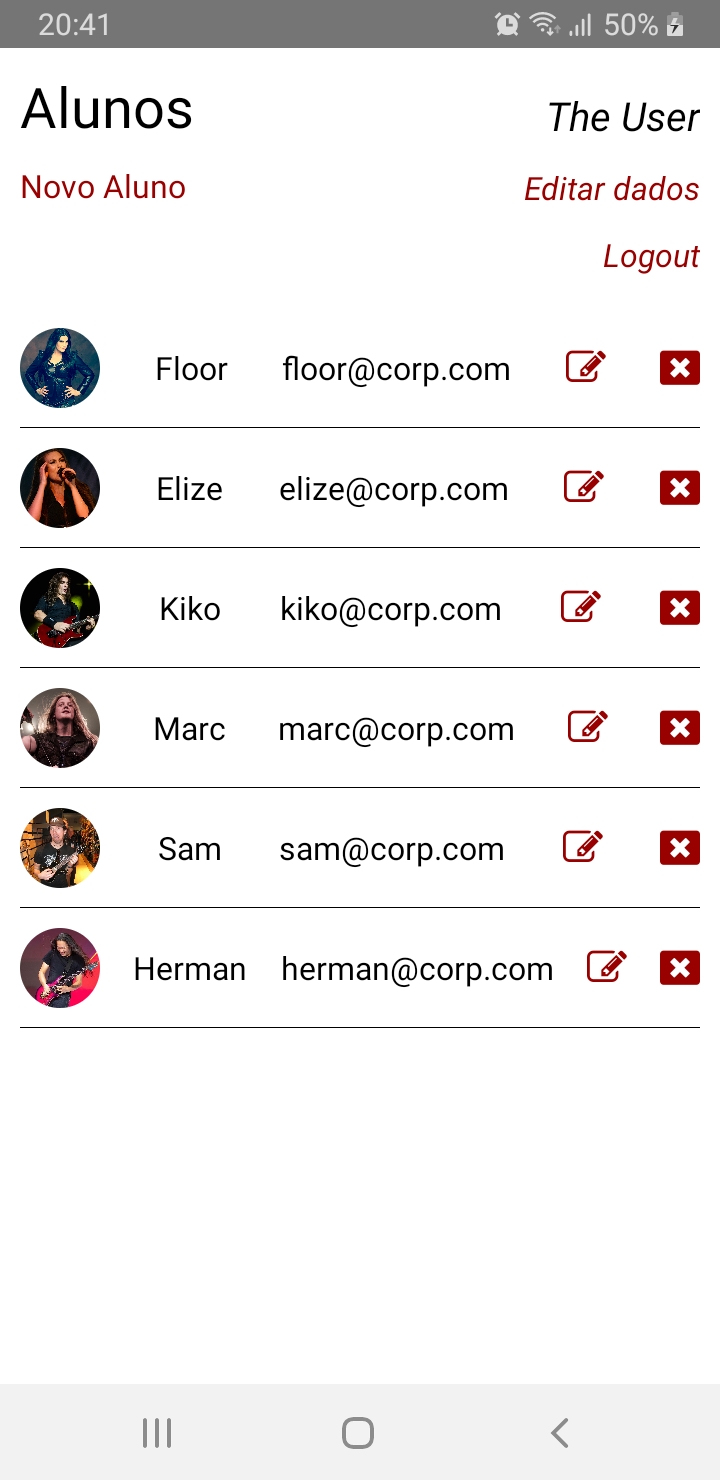 20:41 50%
Alunos The User
Novo Aluno Editar dados
Logout
Floor floor@corp.com
Elize elize@corp.com
Kiko kiko@corp.com
Marc marc@corp.com
Sam sam@corp.com
Herman herman@corp.com